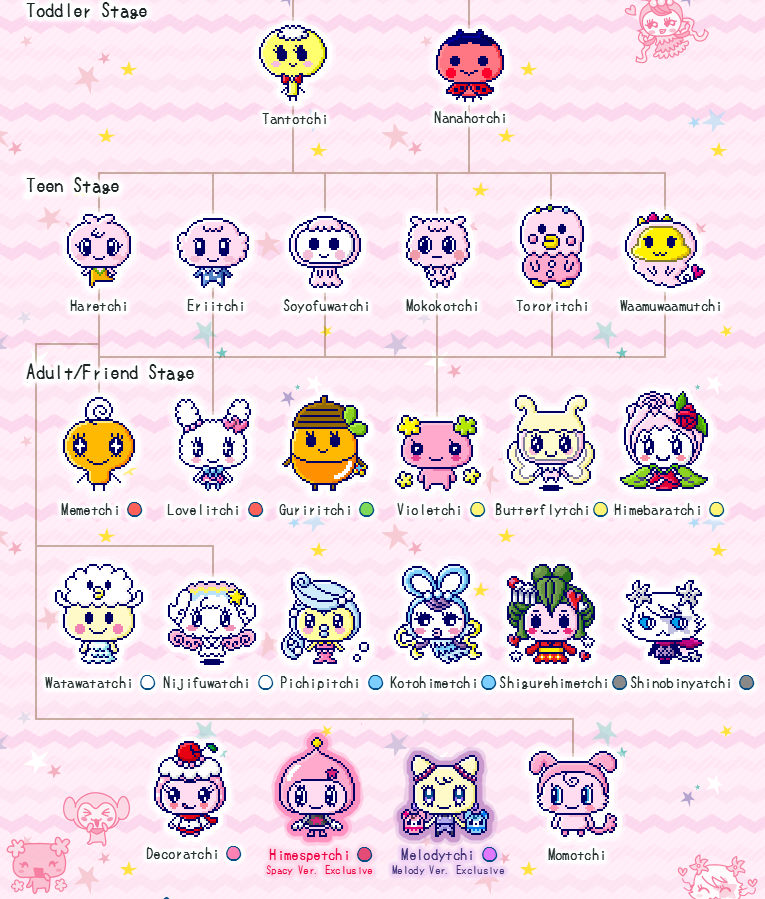 Toddler Stage
Tantotchi
Nanahotchi
Teen Stage
Haretchi
Eriitchi
Soyofuwatchi
Mokokotchi
Tororitchi
Waamuwaamutchi
Adult/Friend Stage
Memetchi
Lovelitchi
Guriritchi
Violetchi
Butterflytchi
Himebaratchi
Watawatatchi
Nijifuwatchi
Pichipitchi
Kotohimetchi
Shigurehimetchi
Shinobinyatchi
Decoratchi
Himespetchi
Spacy Ver. Exclusive
Melodytchi
Melody Ver. Exclusive
Momotchi